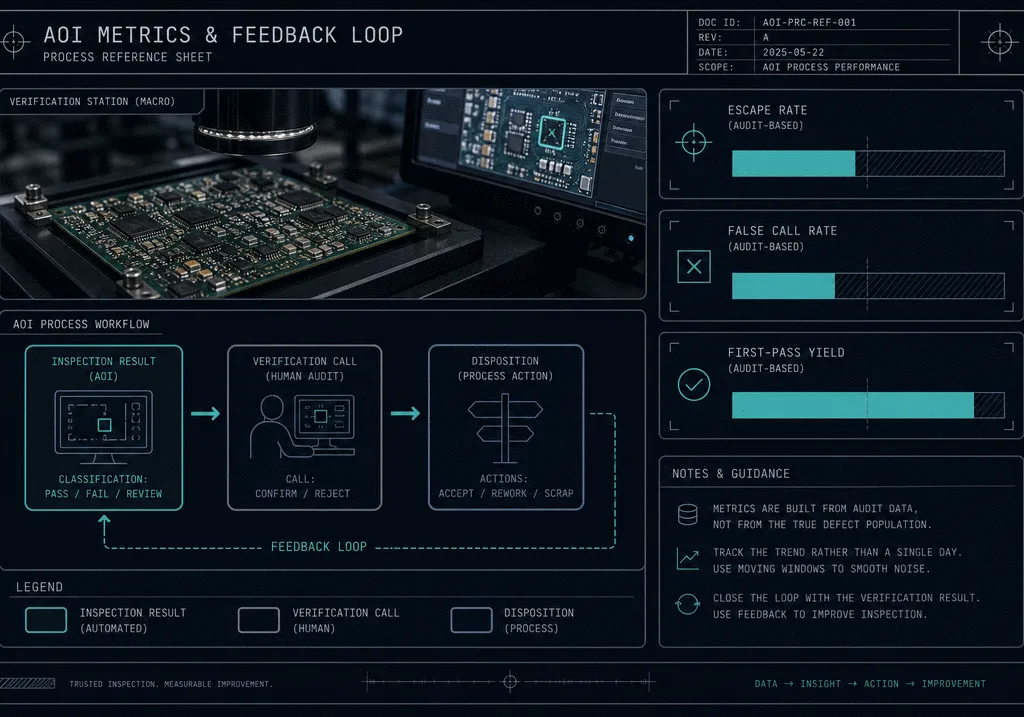 AOI METRICS & FEEDBACK LOOP
PROCESS REFERENCE SHEET
DOC ID: AOI-PRC-REF-001
REV: A
DATE: 2025-05-22
SCOPE: AOI PROCESS PERFORMANCE
VERIFICATION STATION (MACRO)
ESCAPE RATE
(AUDIT-BASED)
FALSE CALL RATE
(AUDIT-BASED)
FIRST-PASS YIELD
(AUDIT-BASED)
AOI PROCESS WORKFLOW
INSPECTION RESULT
(AOI)
CLASSIFICATION:
PASS / FAIL / REVIEW
VERIFICATION CALL
(HUMAN AUDIT)
CALL:
CONFIRM / REJECT
DISPOSITION
(PROCESS ACTION)
ACTIONS:
ACCEPT / REWORK / SCRAP
FEEDBACK LOOP
LEGEND
INSPECTION RESULT
(AUTOMATED)
VERIFICATION CALL
(HUMAN)
DISPOSITION
(PROCESS)
NOTES & GUIDANCE
METRICS ARE BUILT FROM AUDIT DATA,
NOT FROM THE TRUE DEFECT POPULATION.
TRACK THE TREND RATHER THAN A SINGLE DAY.
USE MOVING WINDOWS TO SMOOTH NOISE.
CLOSE THE LOOP WITH THE VERIFICATION RESULT.
USE FEEDBACK TO IMPROVE INSPECTION.
TRUSTED INSPECTION. MEASURABLE IMPROVEMENT.
DATA → INSIGHT → ACTION → IMPROVEMENT